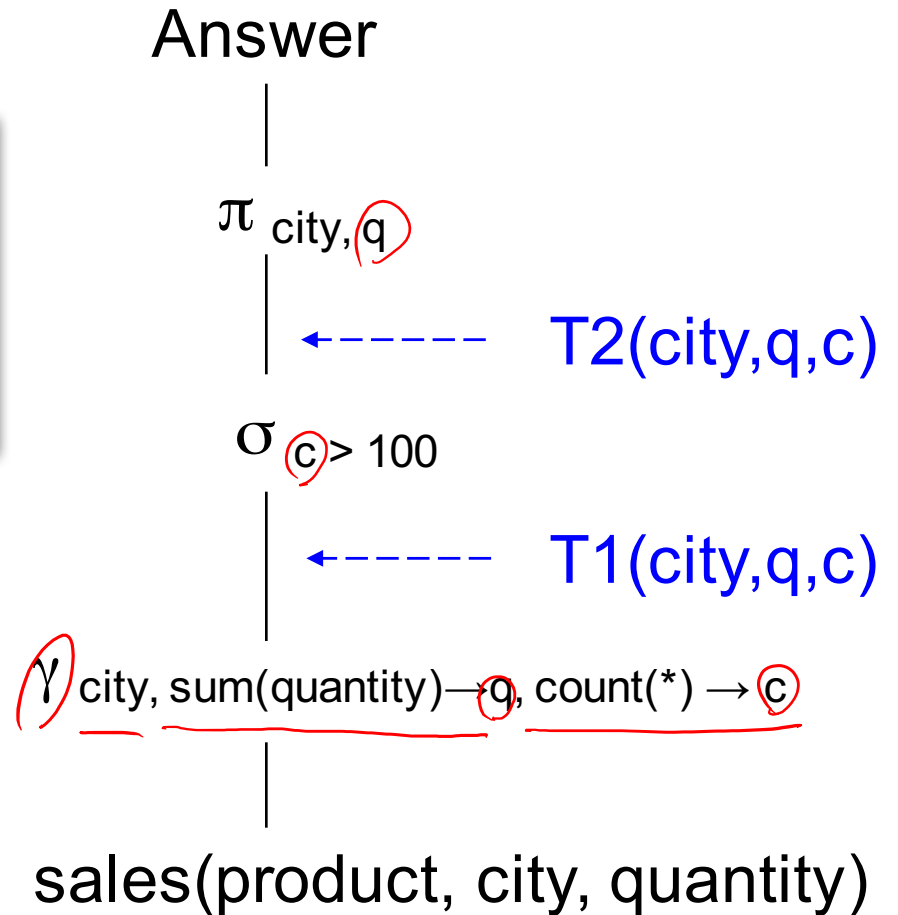 Answer
π city, q
T2(city,q,c)
σ c > 100
T1(city,q,c)
γ city, sum(quantity)→q, count(*) → c
sales(product, city, quantity)